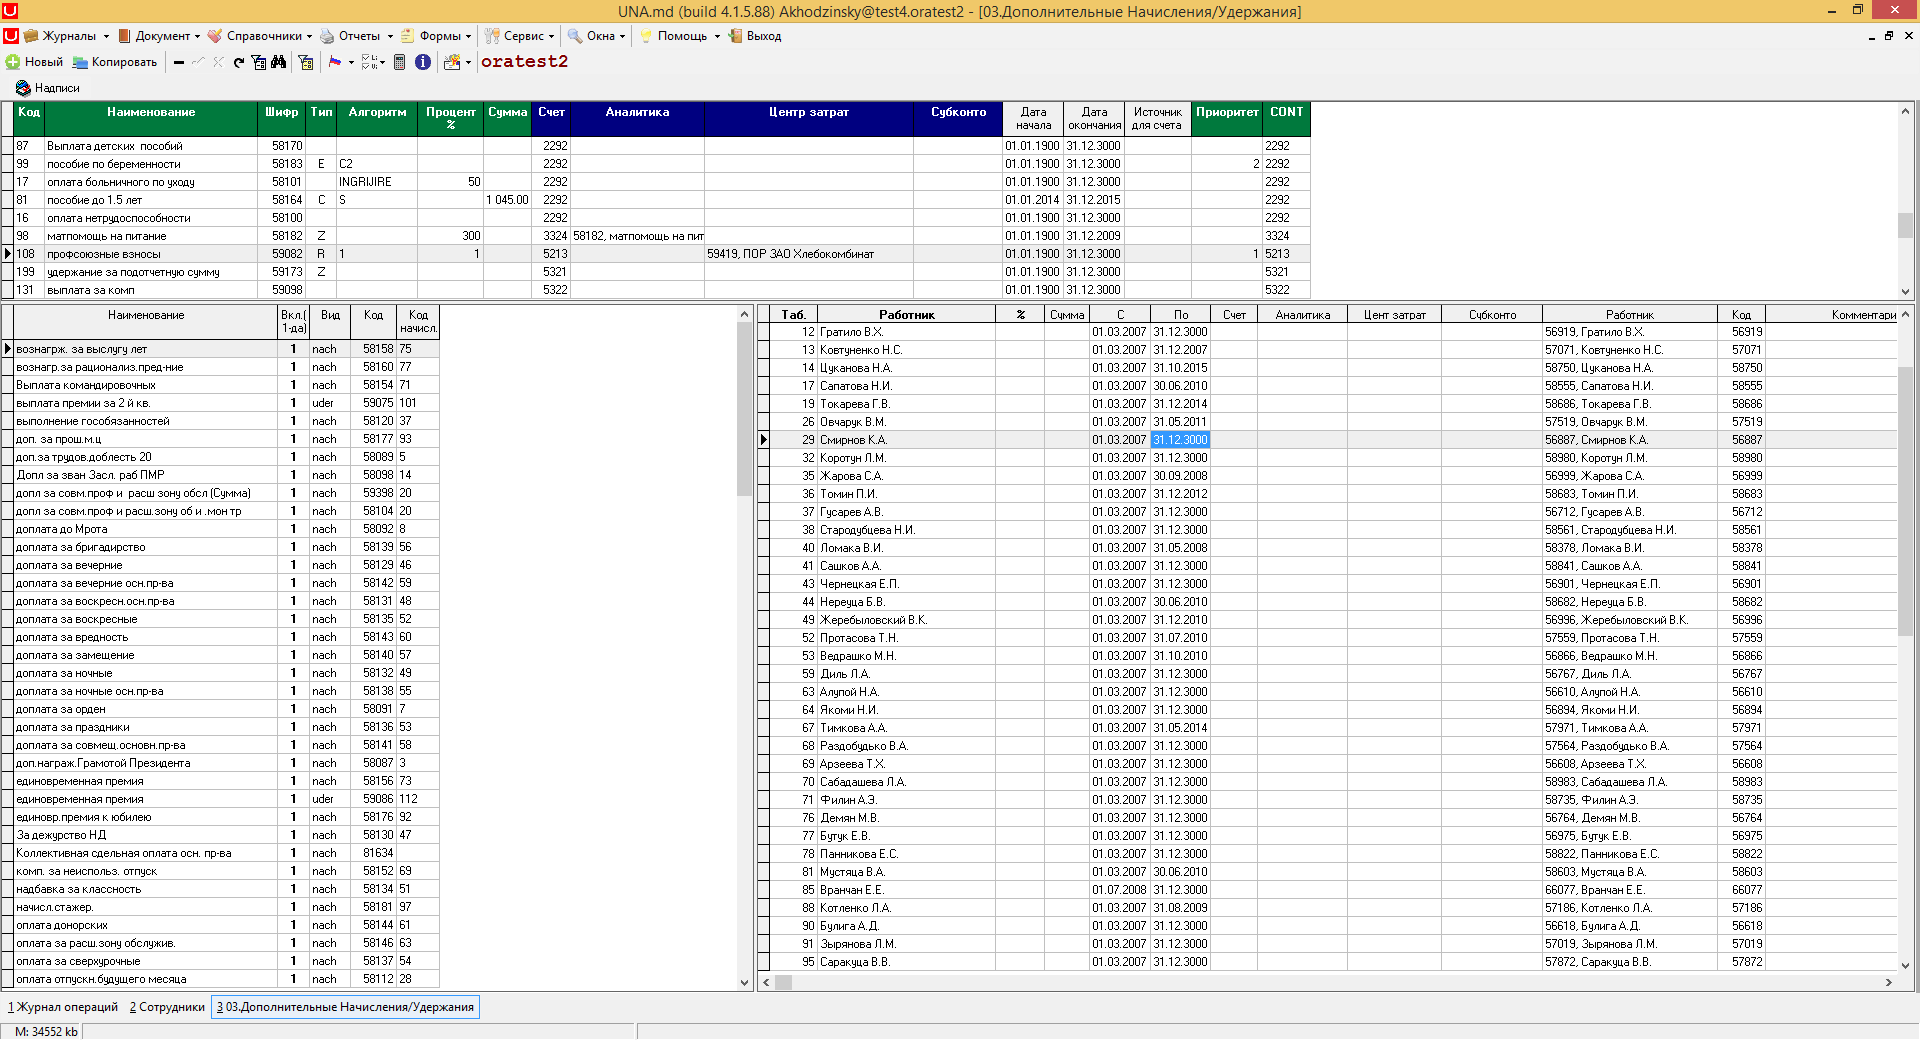 UNA.md (build 4.1.5.88) Akhodzinsky@test4.oratest2 - [03.Дополнительные Начисления/Удержания]
Журналы Документ Справочники Отчеты Формы Сервис Окна Помощь Выход
Новый Копировать oratest2
Надписи
Код Наименование Шифр Тип Алгоритм Процент % Сумма Счет Аналитика Центр затрат Субконто Дата начала Дата окончания Источник для счета Приоритет CONT
87 Выплата детских пособий 58170 2292 01.01.1900 31.12.3000 2292
99 пособие по беременности 58183 E C2 2292 01.01.1900 31.12.3000 2 2292
17 оплата больничного по уходу 58101 INGRIJIRE 50 2292 01.01.1900 31.12.3000 2292
81 пособие до 1.5 лет 58164 C S 1 045.00 2292 01.01.2014 31.12.2015 2292
16 оплата нетрудоспособности 58100 2292 01.01.1900 31.12.3000 2292
98 матпомощь на питание 58182 Z 300 3324 58182, матпомощь на пит 01.01.1900 31.12.2009 3324
108 профсоюзные взносы 59082 R 1 1 5213 59419, ПОР ЗАО Хлебокомбинат 01.01.1900 31.12.3000 1 5213
199 удержание за подотчетную сумму 59173 Z 5321 01.01.1900 31.12.3000 5321
131 выплата за комп 59098 5322 01.01.1900 31.12.3000 5322
Наименование Вкл.( 1-да) Вид Код Код начисл.
вознагрж. за выслугу лет 1 nach 58158 75
вознагр.за рационализ.пред-ние 1 nach 58160 77
Выплата командировочных 1 nach 58154 71
выплата премии за 2 й кв. 1 uder 59075 101
выполнение гособязанностей 1 nach 58120 37
доп. за прош.м.ц 1 nach 58177 93
доп.за трудов.доблесть 20 1 nach 58089 5
Допл за зван Засл. раб ПМР 1 nach 58098 14
допл за совм.проф и расш зону обсл (Сумма) 1 nach 59398 20
допл за совм.проф и расш.зону об и .мон тр 1 nach 58104 20
доплата до Мрота 1 nach 58092 8
доплата за бригадирство 1 nach 58139 56
доплата за вечерние 1 nach 58129 46
доплата за вечерние осн.пр-ва 1 nach 58142 59
доплата за воскресн.осн.пр-ва 1 nach 58131 48
доплата за воскресные 1 nach 58135 52
доплата за вредность 1 nach 58143 60
доплата за замещение 1 nach 58140 57
доплата за ночные 1 nach 58132 49
доплата за ночные осн.пр-ва 1 nach 58138 55
доплата за орден 1 nach 58091 7
доплата за праздники 1 nach 58136 53
доплата за совмещ.основн.пр-ва 1 nach 58141 58
доп.награж.Грамотой Президента 1 nach 58087 3
единовременная премия 1 nach 58156 73
единовременная премия 1 uder 59086 112
единовр.премия к юбилею 1 nach 58176 92
За дежурство НД 1 nach 58130 47
Коллективная сдельная оплата осн. пр-ва 1 nach 81634
комп. за неиспольз. отпуск 1 nach 58152 69
надбавка за классность 1 nach 58134 51
начисл.стажер. 1 nach 58181 97
оплата донорских 1 nach 58144 61
оплата за расш.зону обслужив. 1 nach 58146 63
оплата за сверхурочные 1 nach 58137 54
оплата отпускн.будущего месяца 1 nach 58112 28
Таб. Работник % Сумма С По Счет Аналитика Цент затрат Субконто Работник Код Комментари
12 Гратило В.Х. 01.03.2007 31.12.3000 56919, Гратило В.Х. 56919
13 Ковтуненко Н.С. 01.03.2007 31.12.2007 57071, Ковтуненко Н.С. 57071
14 Цуканова Н.А. 01.03.2007 31.10.2015 58750, Цуканова Н.А. 58750
17 Сапатова Н.И. 01.03.2007 30.06.2010 58555, Сапатова Н.И. 58555
19 Токарева Г.В. 01.03.2007 31.12.2014 58686, Токарева Г.В. 58686
26 Овчарук В.М. 01.03.2007 31.05.2011 57519, Овчарук В.М. 57519
29 Смирнов К.А. 01.03.2007 31.12.3000 56887, Смирнов К.А. 56887
32 Коротун Л.М. 01.03.2007 31.12.3000 58980, Коротун Л.М. 58980
35 Жарова С.А. 01.03.2007 30.09.2008 56999, Жарова С.А. 56999
36 Томин П.И. 01.03.2007 31.12.2012 58683, Томин П.И. 58683
37 Гусарев А.В. 01.03.2007 31.12.3000 56712, Гусарев А.В. 56712
38 Стародубцева Н.И. 01.03.2007 31.12.3000 58561, Стародубцева Н.И. 58561
40 Ломака В.И. 01.03.2007 31.05.2008 58378, Ломака В.И. 58378
41 Сашков А.А. 01.03.2007 31.12.3000 58841, Сашков А.А. 58841
43 Чернецкая Е.П. 01.03.2007 31.12.3000 56901, Чернецкая Е.П. 56901
44 Нереуца Б.В. 01.03.2007 30.06.2010 58682, Нереуца Б.В. 58682
49 Жеребыловский В.К. 01.03.2007 31.12.2010 56996, Жеребыловский В.К. 56996
52 Протасова Т.Н. 01.03.2007 31.07.2010 57559, Протасова Т.Н. 57559
53 Ведрашко М.Н. 01.03.2007 31.10.2010 56866, Ведрашко М.Н. 56866
59 Диль Л.А. 01.03.2007 31.12.3000 56767, Диль Л.А. 56767
63 Алупой Н.А. 01.03.2007 31.12.3000 56610, Алупой Н.А. 56610
64 Якоми Н.И. 01.03.2007 31.12.3000 56894, Якоми Н.И. 56894
67 Тимкова А.А. 01.03.2007 31.05.2014 57971, Тимкова А.А. 57971
68 Раздобудько В.А. 01.03.2007 31.12.3000 57564, Раздобудько В.А. 57564
69 Арзеева Т.Х. 01.03.2007 31.12.3000 56608, Арзеева Т.Х. 56608
70 Сабадашева Л.А. 01.03.2007 31.12.3000 58983, Сабадашева Л.А. 58983
71 Филин А.Э. 01.03.2007 31.12.3000 58735, Филин А.Э. 58735
76 Демян М.В. 01.03.2007 31.12.3000 56764, Демян М.В. 56764
77 Бутук Е.В. 01.03.2007 31.12.3000 56975, Бутук Е.В. 56975
78 Панникова Е.С. 01.03.2007 31.12.3000 58822, Панникова Е.С. 58822
81 Мустяца В.А. 01.03.2007 30.06.2010 58603, Мустяца В.А. 58603
85 Вранчан Е.Е. 01.07.2008 31.12.3000 66077, Вранчан Е.Е. 66077
88 Котленко Л.А. 01.03.2007 31.08.2009 57186, Котленко Л.А. 57186
90 Булига А.Д. 01.03.2007 31.12.3000 56618, Булига А.Д. 56618
91 Зырянова Л.М. 01.03.2007 31.12.3000 57019, Зырянова Л.М. 57019
95 Саракуца В.В. 01.03.2007 31.12.3000 57872, Саракуца В.В. 57872
1 Журнал операций 2 Сотрудники 3 03.Дополнительные Начисления/Удержания
M: 34552 kb